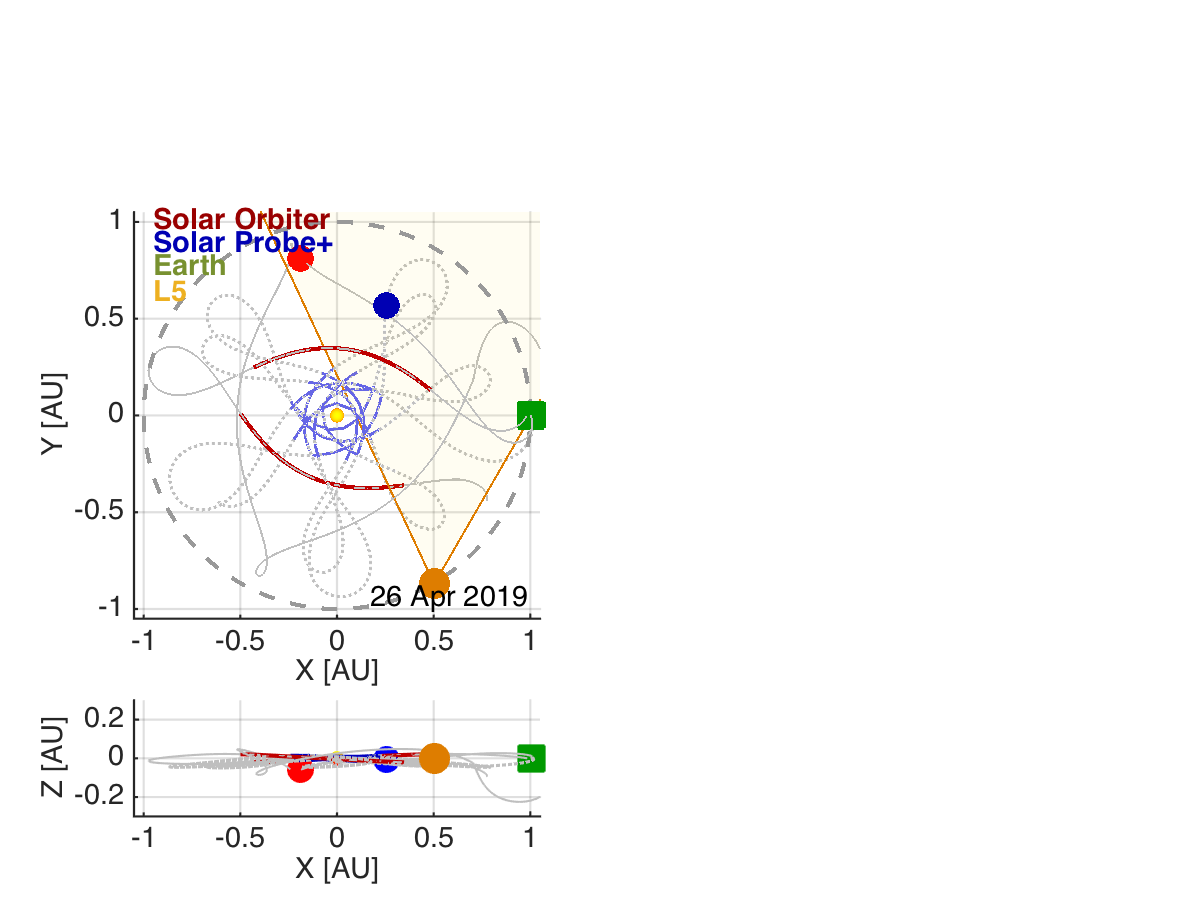 Solar Orbiter
Solar Probe+
Earth
L5
1
0.5
0
-0.5
-1
Y [AU]
26 Apr 2019
-1 -0.5 0 0.5 1
X [AU]
0.2
0
-0.2
Z [AU]
-1 -0.5 0 0.5 1
X [AU]